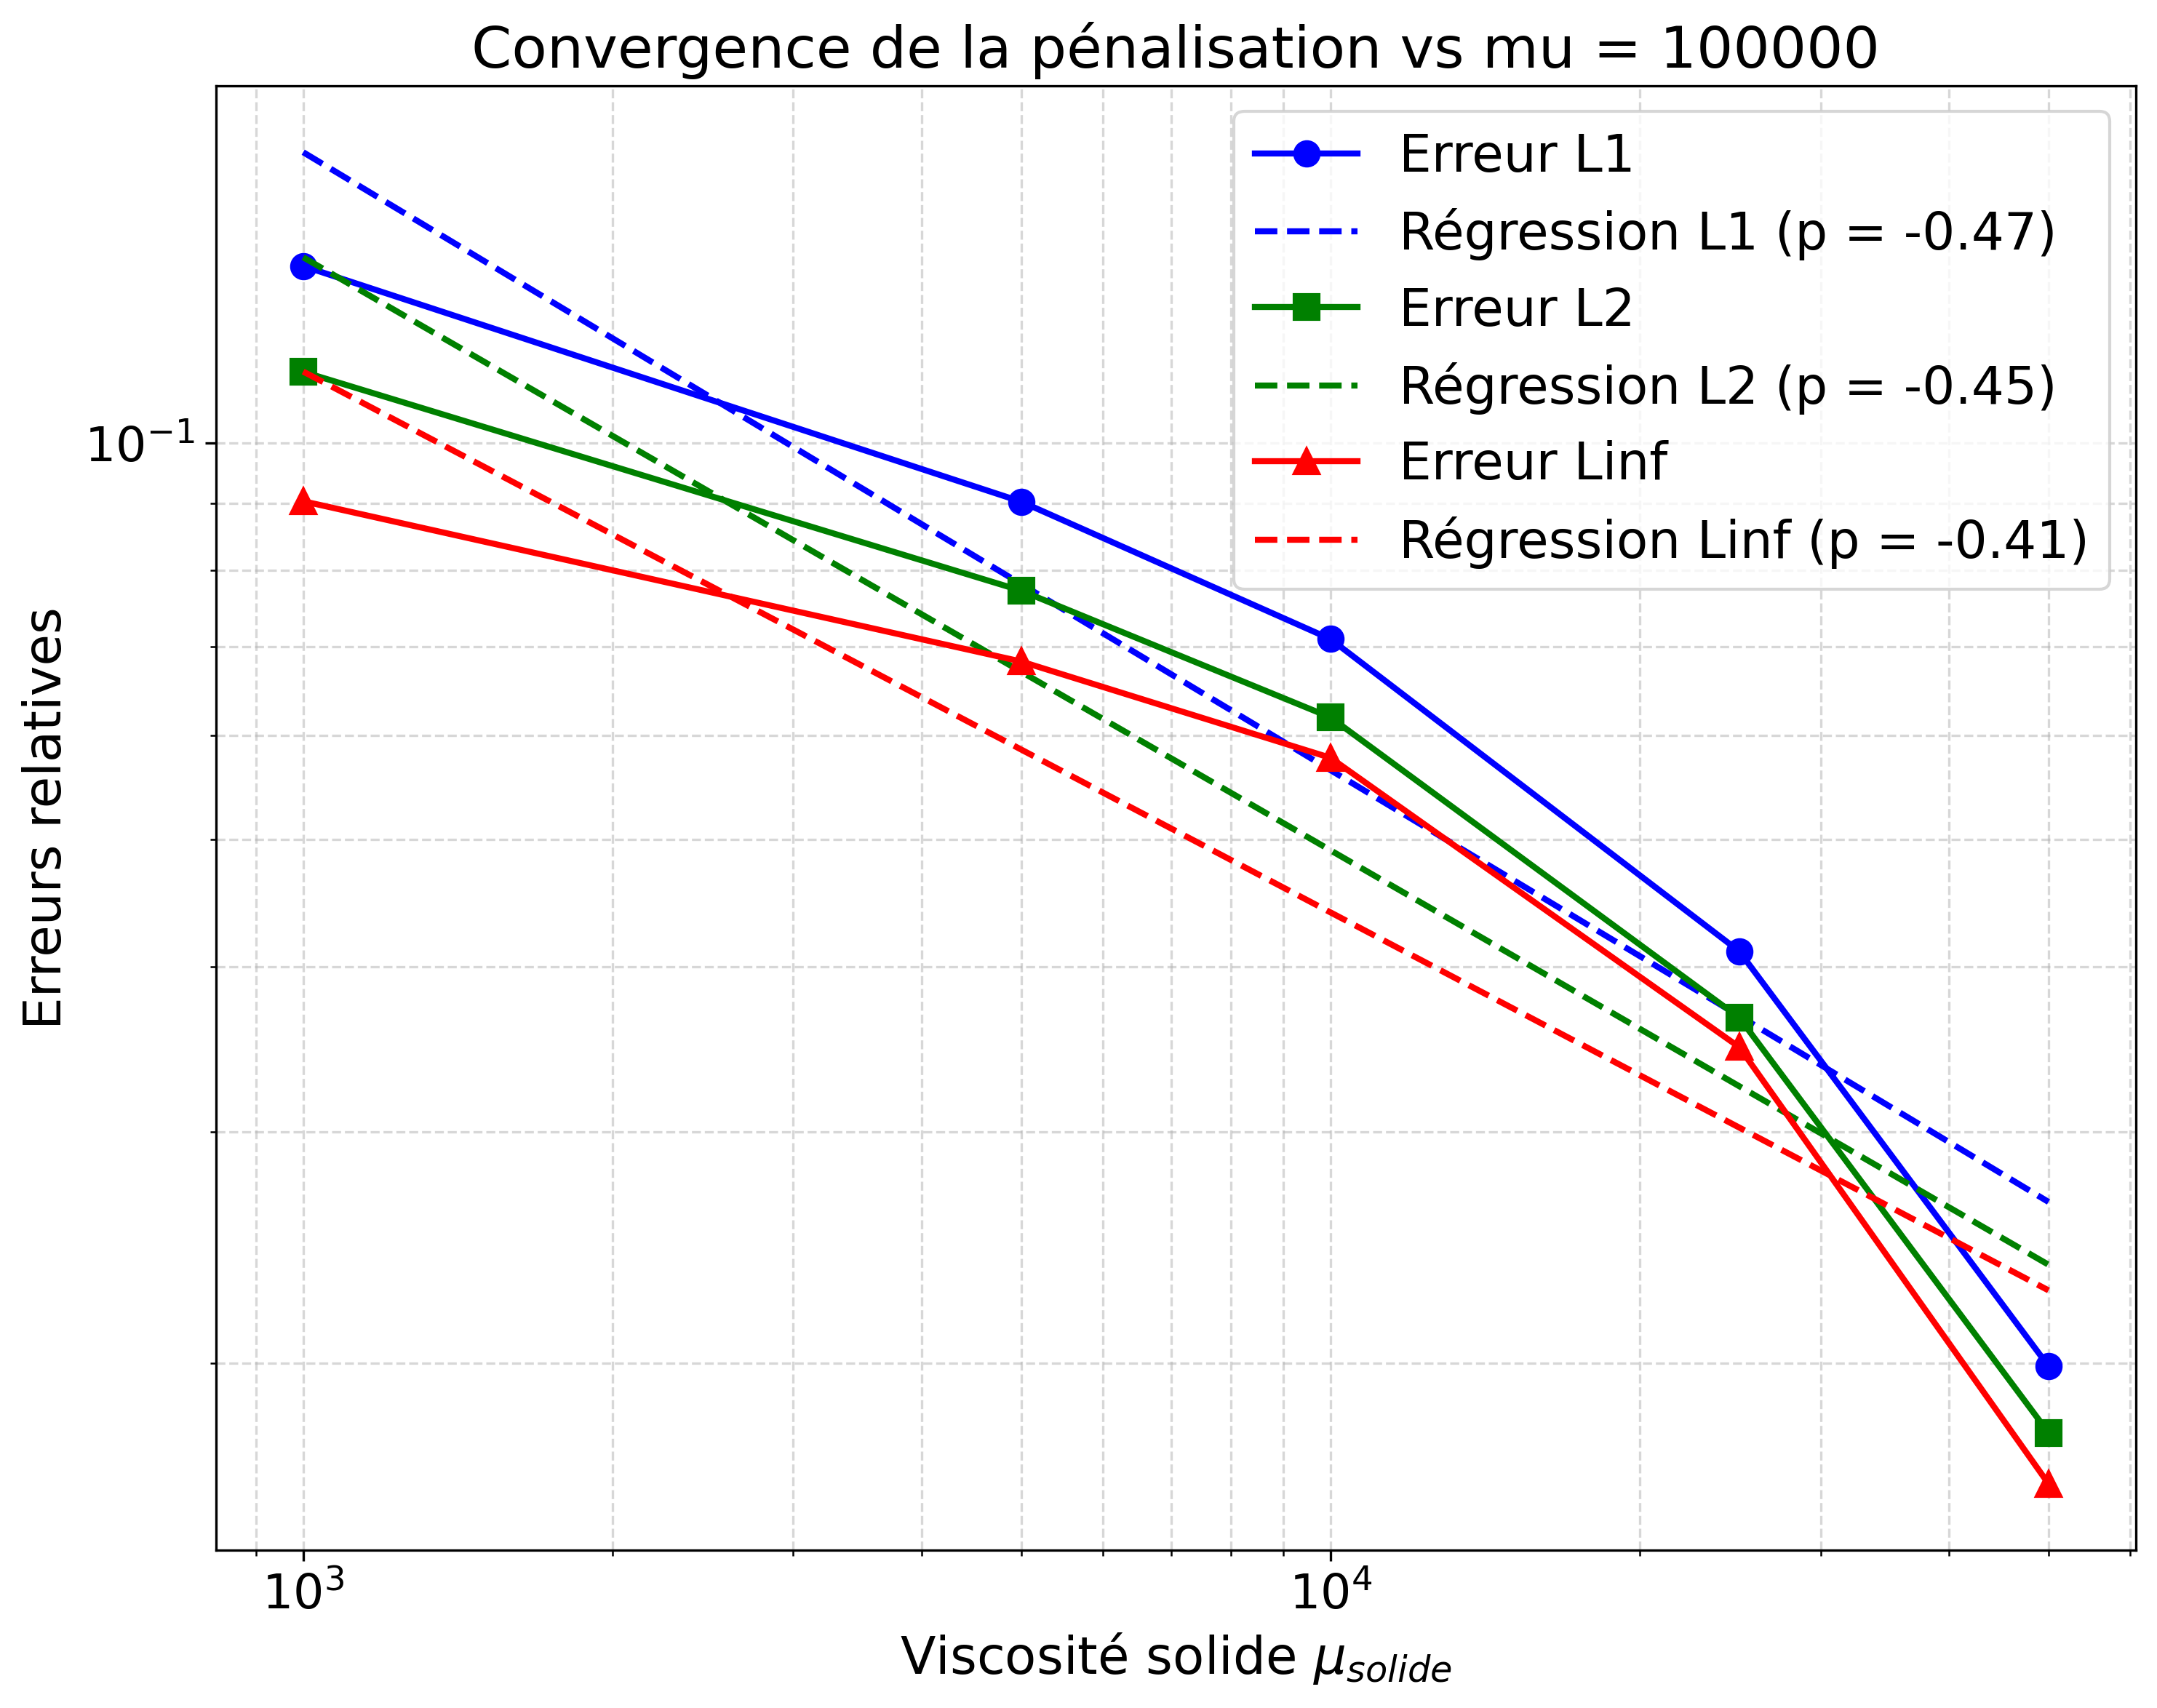 Convergence de la pénalisation vs mu = 100000
Erreur L1
Régression L1 (p = -0.47)
Erreur L2
Régression L2 (p = -0.45)
Erreur Linf
Régression Linf (p = -0.41)
10⁻¹
Erreurs relatives
10³
10⁴
Viscosité solide μ_solide